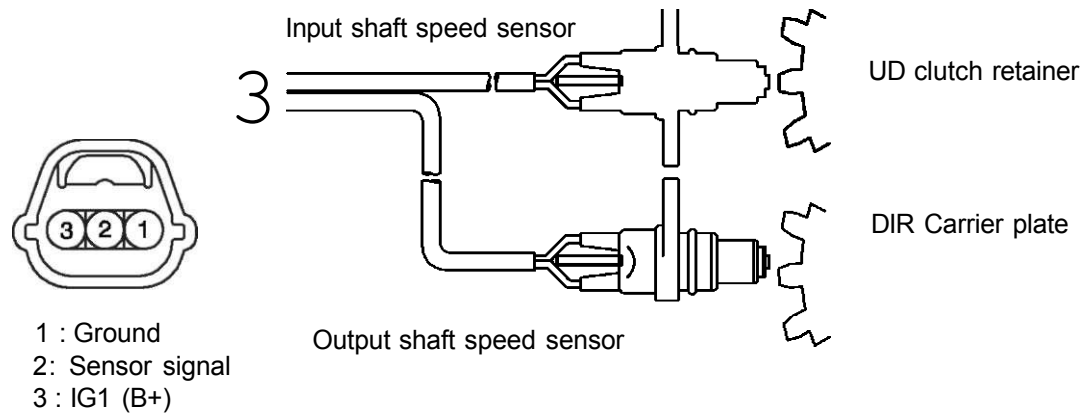 Input shaft speed sensor
UD clutch retainer
3
3 2 1
DIR Carrier plate
1 : Ground
2: Sensor signal
3 : IG1 (B+)
Output shaft speed sensor